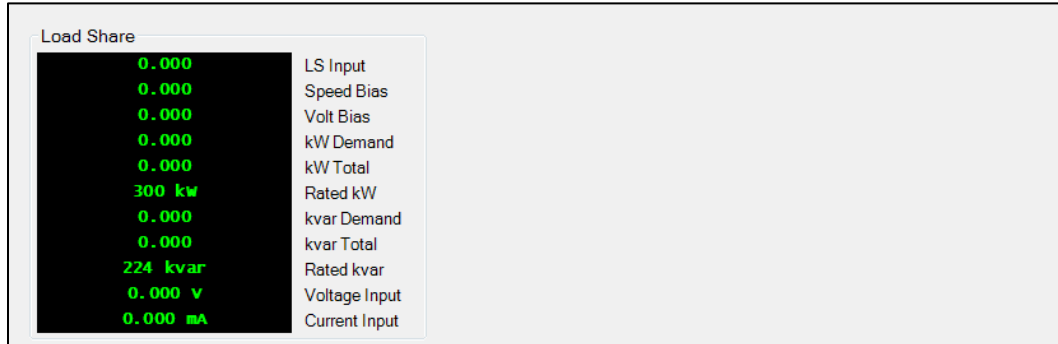 Load Share
0.000 LS Input
0.000 Speed Bias
0.000 Volt Bias
0.000 kW Demand
0.000 kW Total
300 kW Rated kW
0.000 kvar Demand
0.000 kvar Total
224 kvar Rated kvar
0.000 V Voltage Input
0.000 mA Current Input